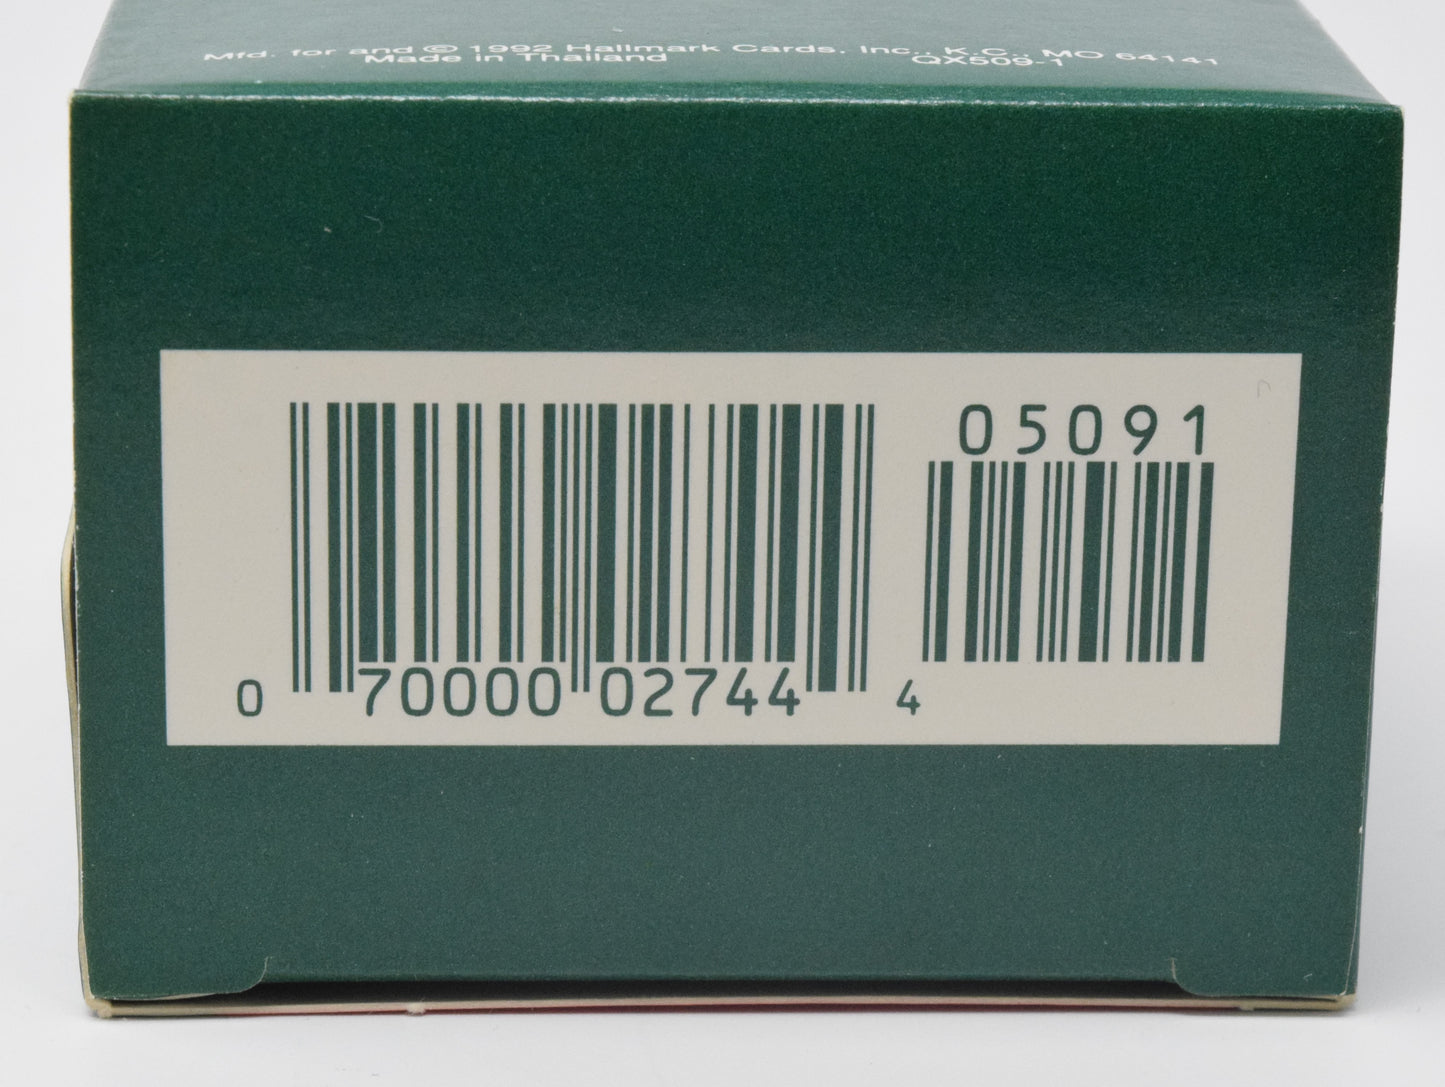 Mfd. for and © 1992 Hallmark Cards, Inc., K.C., MO 64141
Made in Thailand QX509-1
05091
0 70000 02744 4